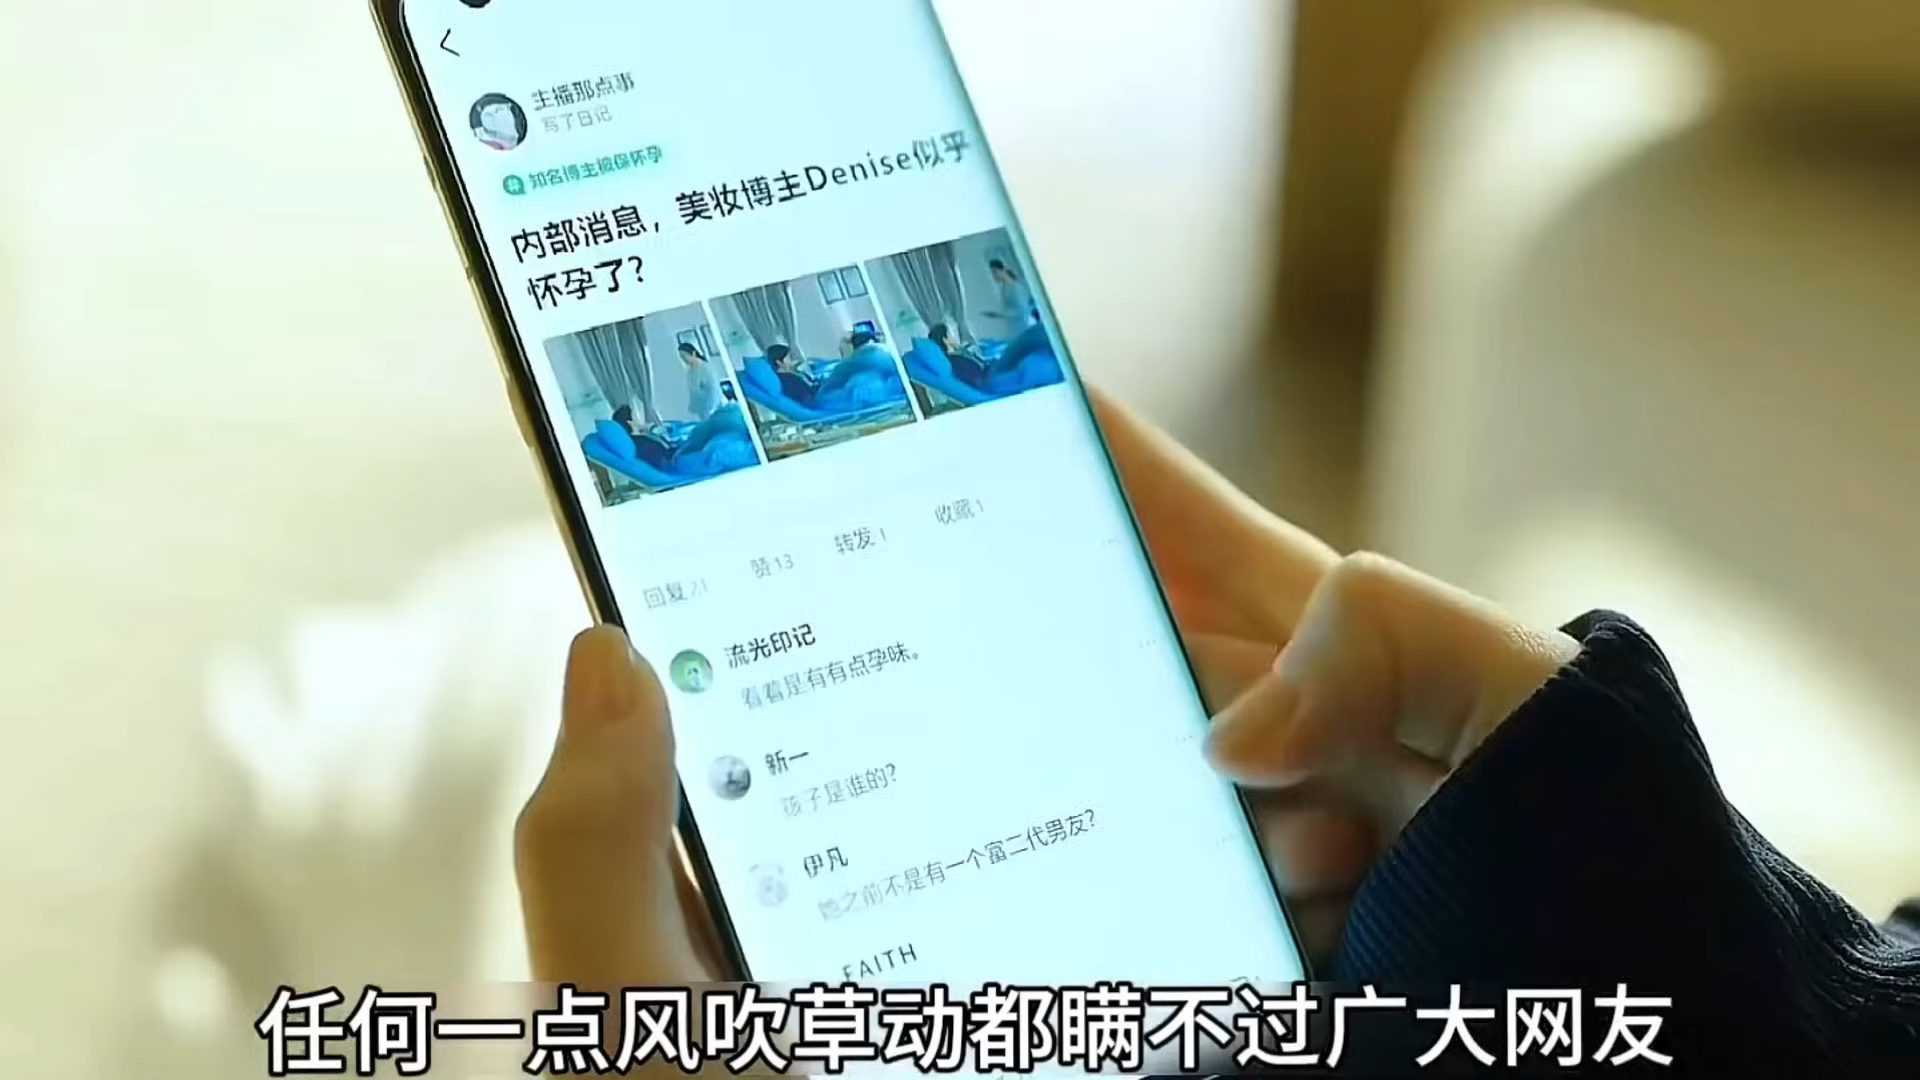 主播那点事
写了日记
# 知名博主被曝怀孕
内部消息，美妆博主Denise似乎
怀孕了？
回复21 赞13 转发1 收藏1
流光印记
看着是有有点孕味。
新一
孩子是谁的？
伊凡
她之前不是有一个富二代男友？
FAITH
任何一点风吹草动都瞒不过广大网友